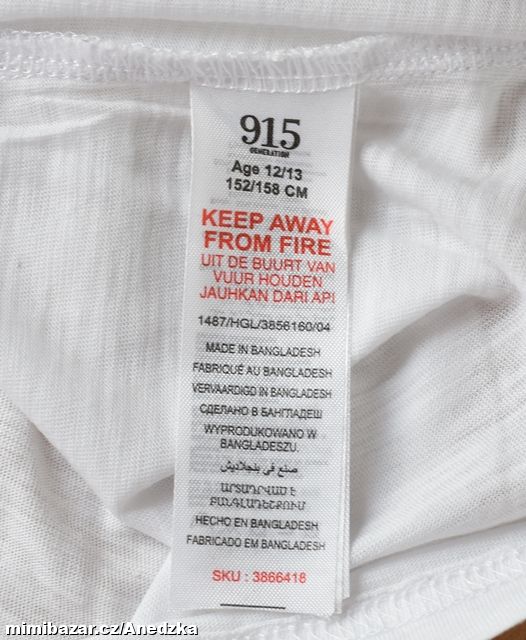 915
GENERATION
Age 12/13
152/158 CM
KEEP AWAY
FROM FIRE
UIT DE BUURT VAN
VUUR HOUDEN
JAUHKAN DARI API
1487/HGL/3856160/04
MADE IN BANGLADESH
FABRIQUÉ AU BANGLADESH
VERVAARDIGD IN BANGLADESH
СДЕЛАНО В БАНГЛАДЕШ
WYPRODUKOWANO W
BANGLADESZU.
صنع في بنجلاديش
ԱՐՏԱԴՐՎԱԾ Է
ԲԱՆԳԼԱԴԵՇՈՒՄ
HECHO EN BANGLADESH
FABRICADO EM BANGLADESH
SKU : 3866418
mimibazar.cz/Anedzka